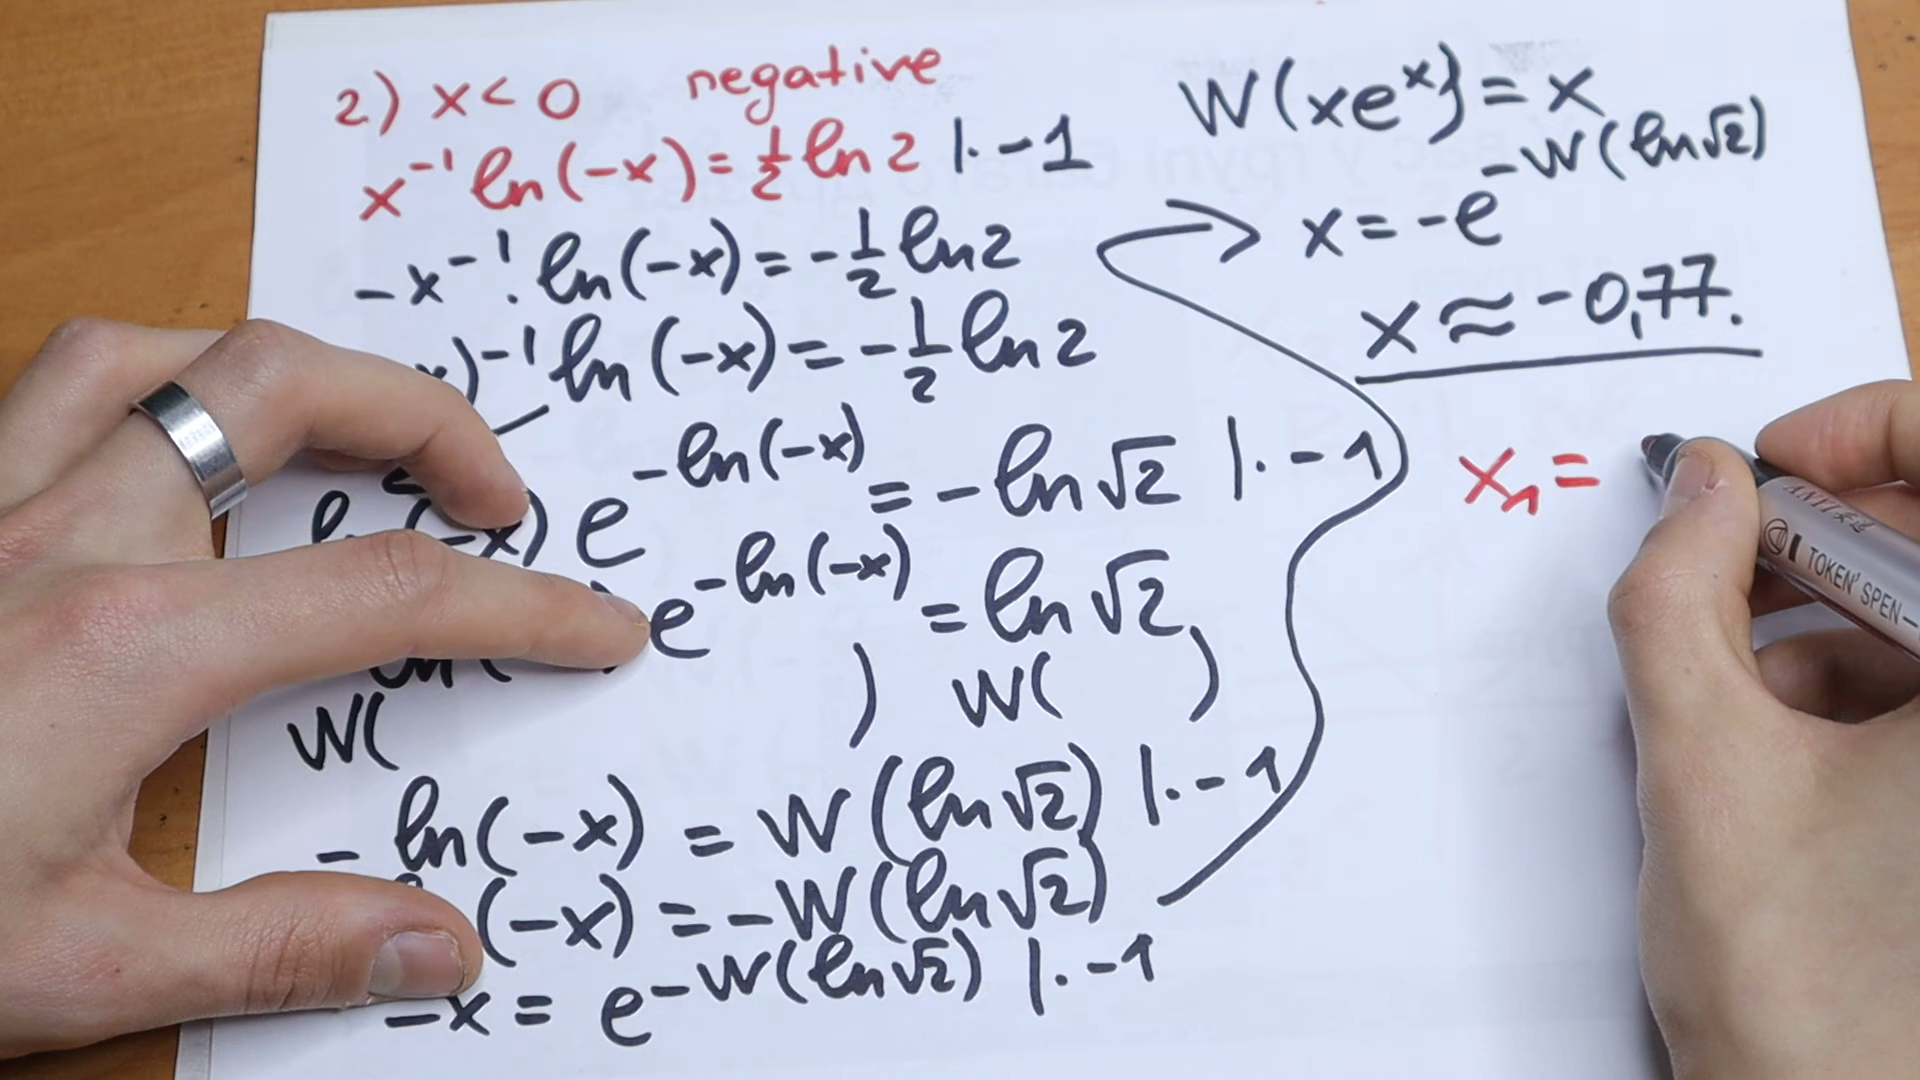 2) x < 0 negative
x⁻¹ ln(-x) = ½ ln 2 |· -1
-x⁻¹ · ln(-x) = -½ ln 2
x)⁻¹ ln(-x) = -½ ln 2
ln(-x) e^(-ln(-x)) = -ln√2 |· -1
e^(-ln(-x)) = ln√2
W( ) W( )
- ln(-x) = W(ln√2) |· -1
(-x) = -W(ln√2)
-x = e^(-W(ln√2)) |· -1
W(xeˣ) = x
x = -e^(-W(ln√2))
x ≈ -0,77.
x₁ =
TOKEN' SPEN